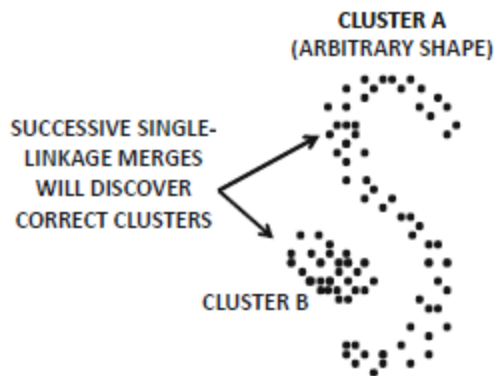 CLUSTER A
(ARBITRARY SHAPE)
SUCCESSIVE SINGLE-
LINKAGE MERGES
WILL DISCOVER
CORRECT CLUSTERS
CLUSTER B